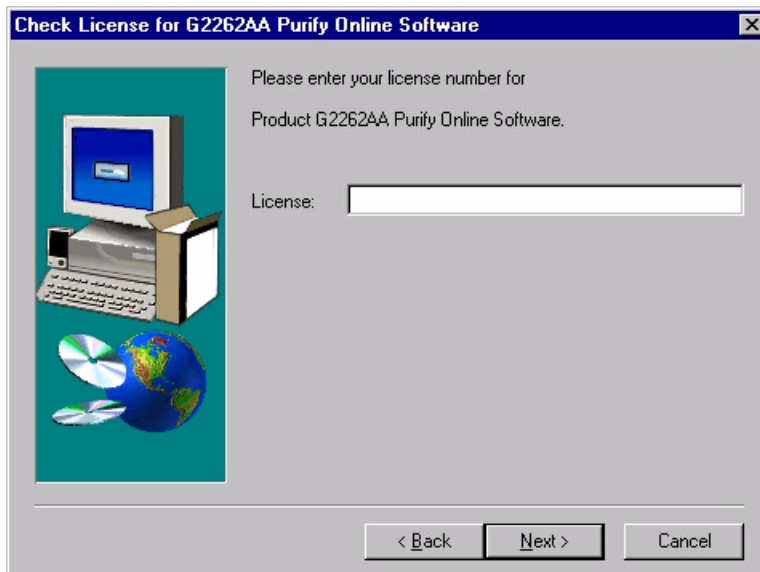 Check License for G2262AA Purify Online Software
Please enter your license number for
Product G2262AA Purify Online Software.
License:
< Back
Next >
Cancel